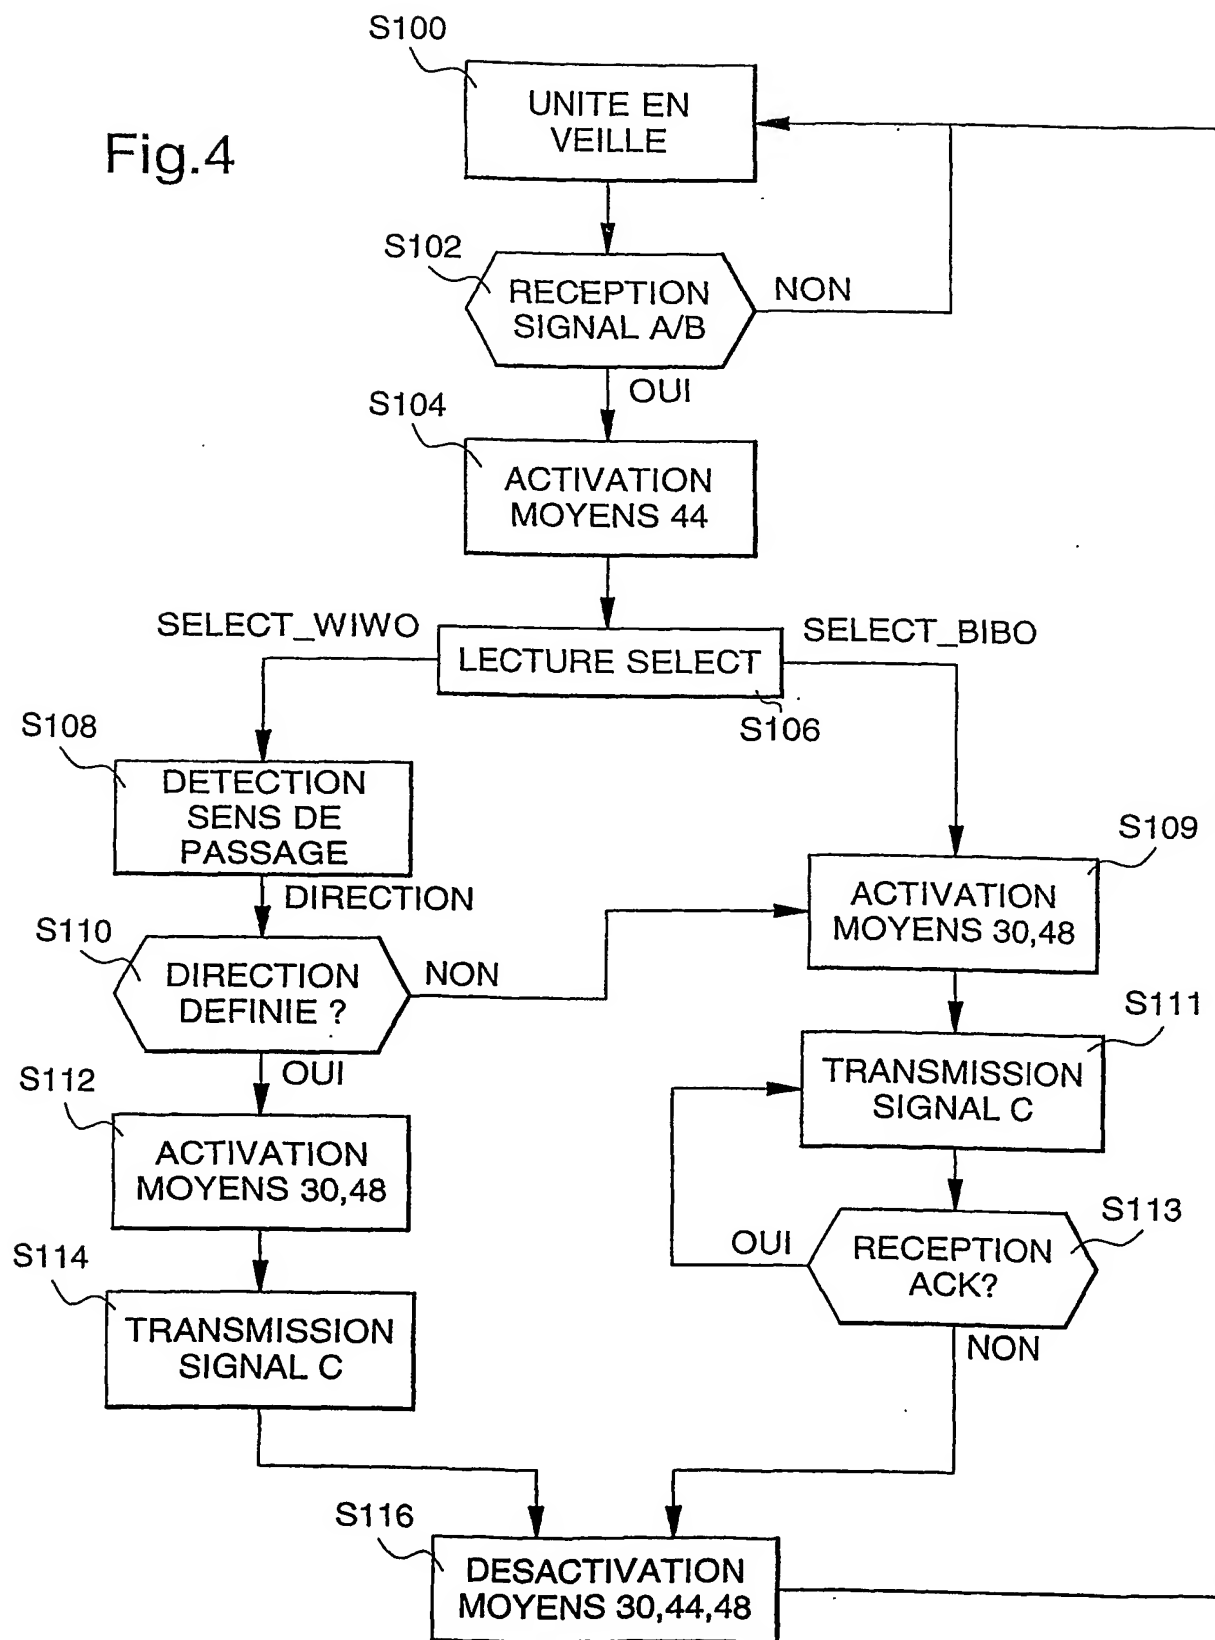 S100
UNITE EN
VEILLE
Fig.4
S102
RECEPTION
SIGNAL A/B
NON
OUI
S104
ACTIVATION
MOYENS 44
SELECT_WIWO
LECTURE SELECT
SELECT_BIBO
S106
S108
DETECTION
SENS DE
PASSAGE
DIRECTION
S109
ACTIVATION
MOYENS 30,48
S110
DIRECTION
DEFINIE ?
NON
OUI
S111
TRANSMISSION
SIGNAL C
S112
ACTIVATION
MOYENS 30,48
S113
RECEPTION
ACK?
OUI
NON
S114
TRANSMISSION
SIGNAL C
S116
DESACTIVATION
MOYENS 30,44,48